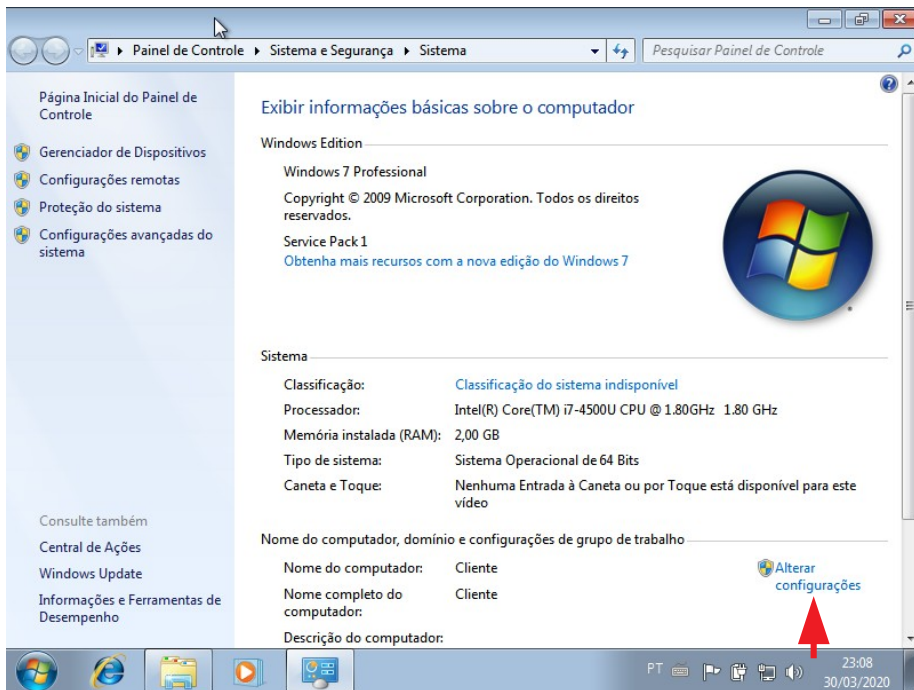 Painel de Controle Sistema e Segurança Sistema
Pesquisar Painel de Controle
Página Inicial do Painel de
Controle
Gerenciador de Dispositivos
Configurações remotas
Proteção do sistema
Configurações avançadas do
sistema
Consulte também
Central de Ações
Windows Update
Informações e Ferramentas de
Desempenho
Exibir informações básicas sobre o computador
Windows Edition
Windows 7 Professional
Copyright © 2009 Microsoft Corporation. Todos os direitos
reservados.
Service Pack 1
Obtenha mais recursos com a nova edição do Windows 7
Sistema
Classificação: Classificação do sistema indisponível
Processador: Intel(R) Core(TM) i7-4500U CPU @ 1.80GHz 1.80 GHz
Memória instalada (RAM): 2,00 GB
Tipo de sistema: Sistema Operacional de 64 Bits
Caneta e Toque: Nenhuma Entrada à Caneta ou por Toque está disponível para este
vídeo
Nome do computador, domínio e configurações de grupo de trabalho
Nome do computador: Cliente
Alterar
configurações
Nome completo do
computador:
Cliente
Descrição do computador:
PT
23:08
30/03/2020